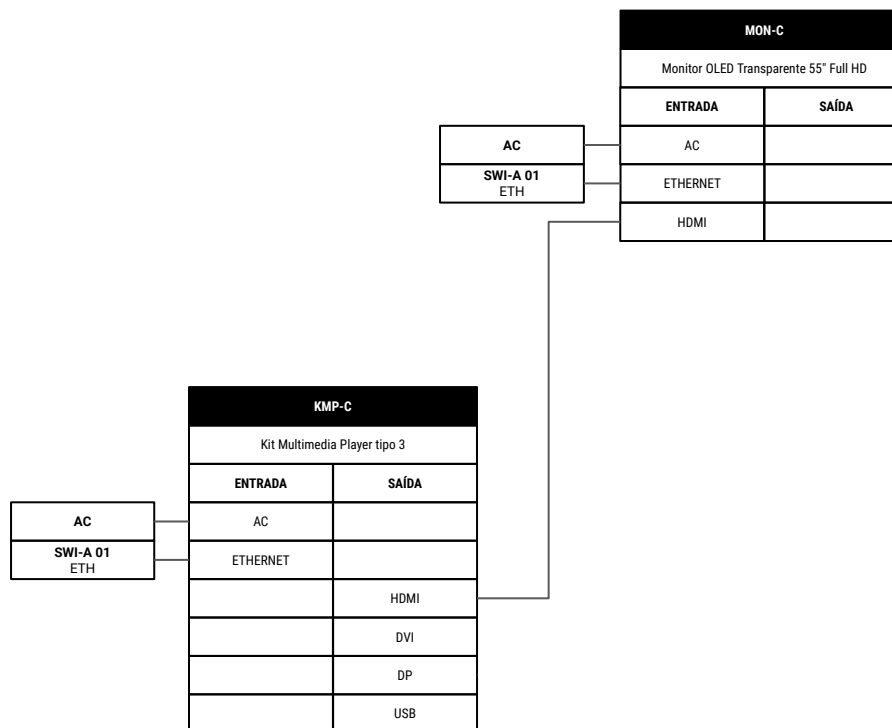 MON-C
Monitor OLED Transparente 55" Full HD
ENTRADA SAÍDA
AC AC
SWI-A 01
ETH
ETHERNET
HDMI
KMP-C
Kit Multimedia Player tipo 3
ENTRADA SAÍDA
AC AC
SWI-A 01
ETH
ETHERNET
HDMI
DVI
DP
USB